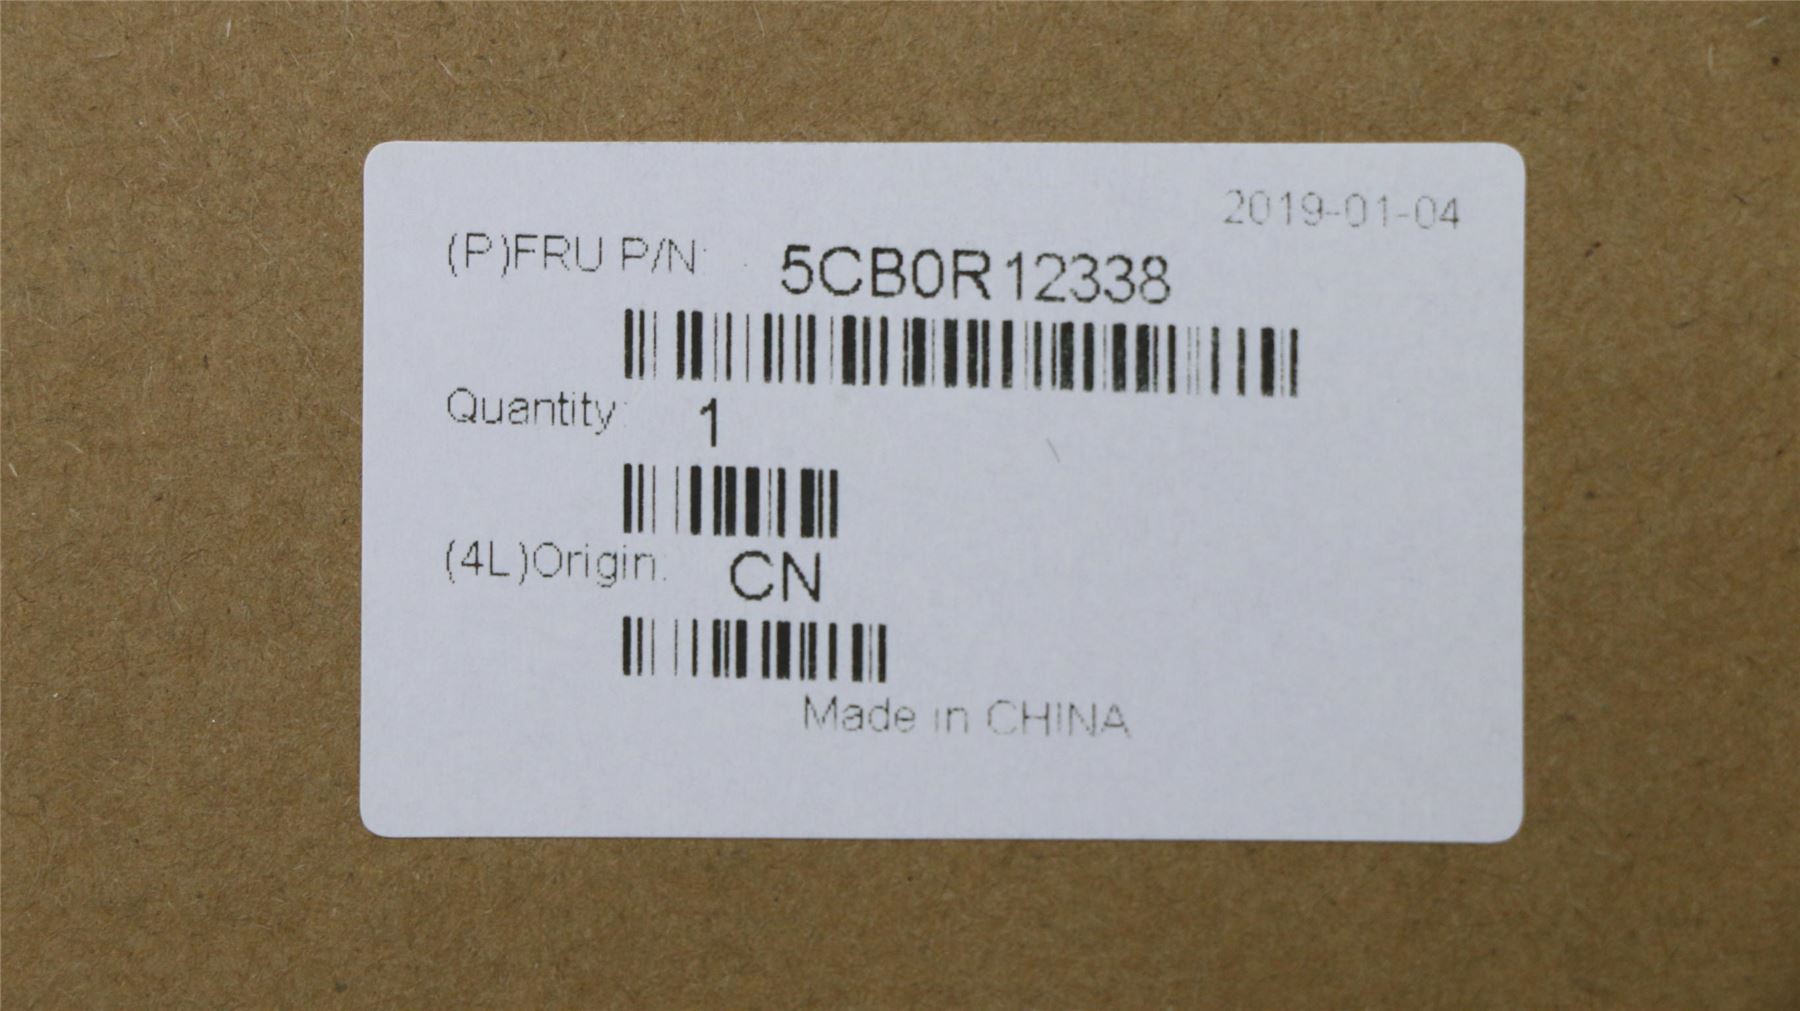 2019-01-04
(P)FRU P/N: 5CB0R12338
Quantity: 1
(4L)Origin: CN
Made in CHINA